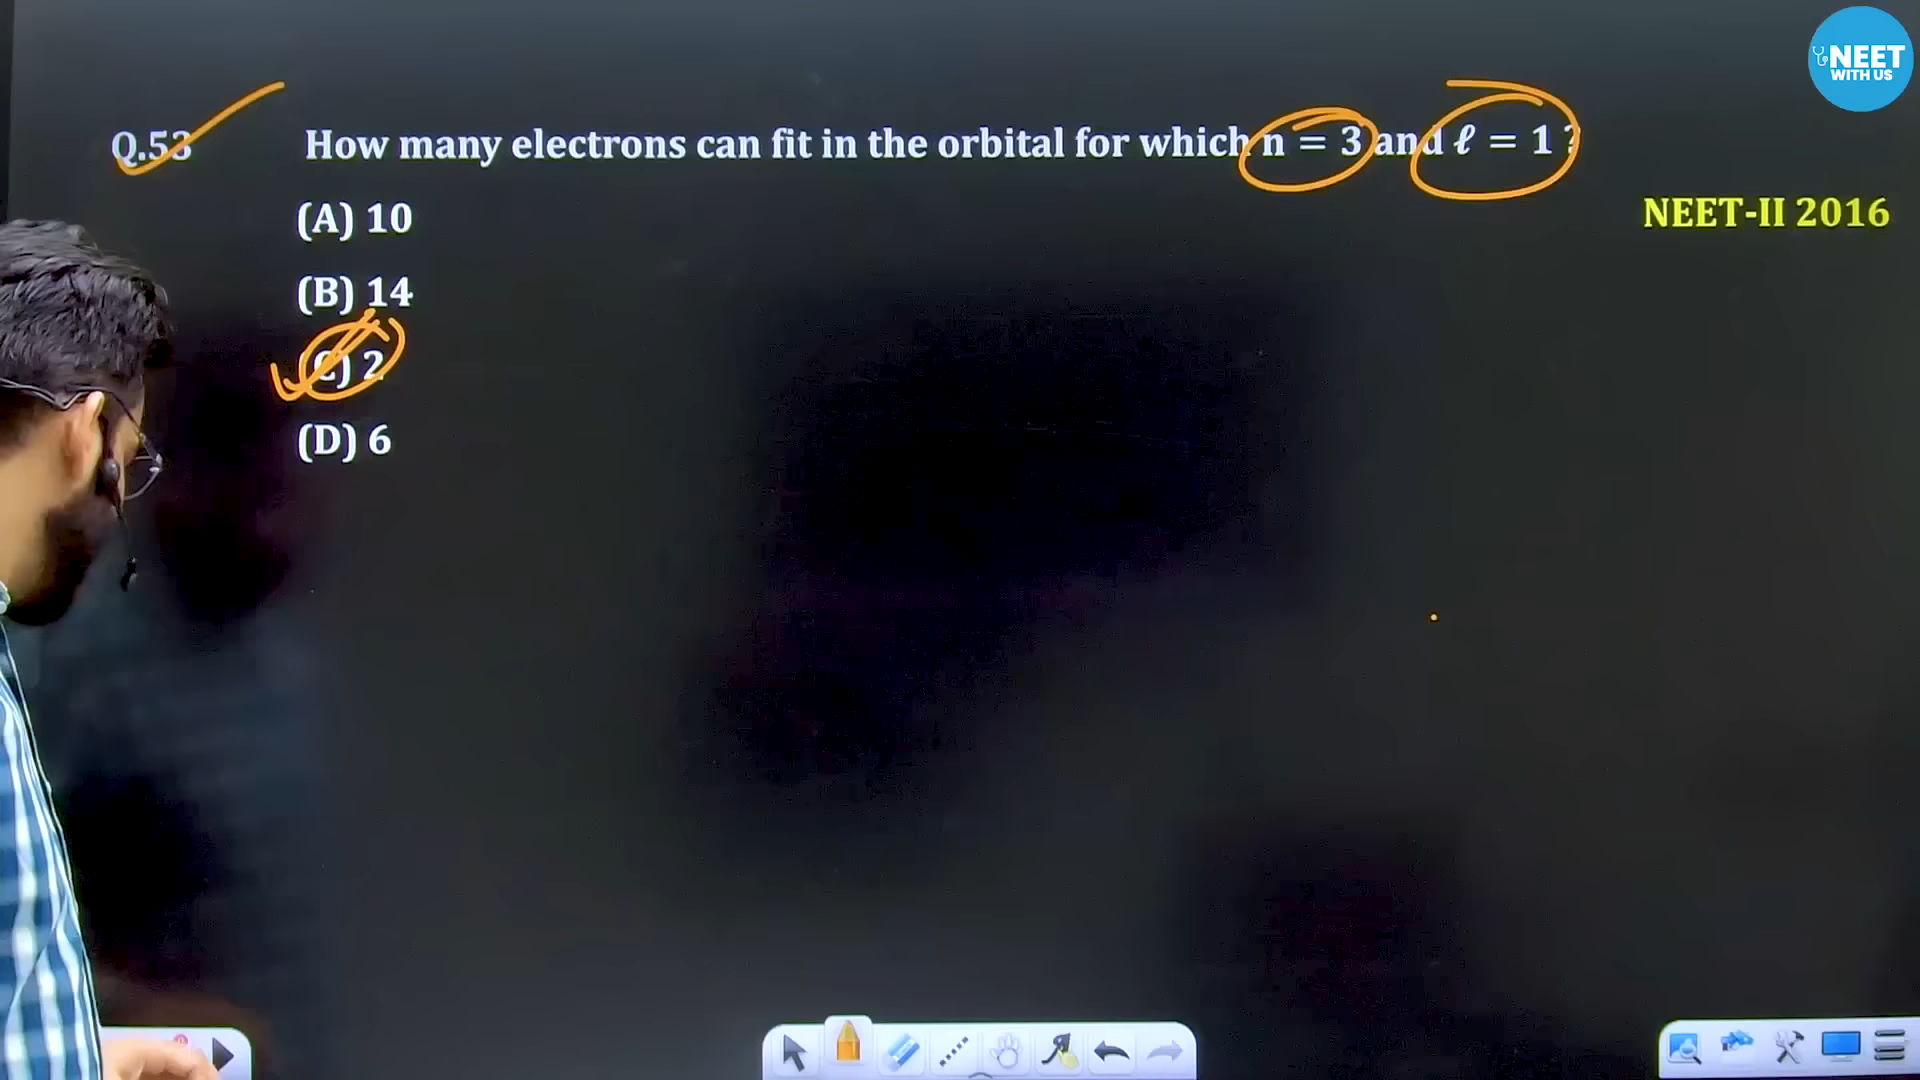 NEET
WITH US
Q.53 How many electrons can fit in the orbital for which n = 3 and ℓ = 1 ?
NEET-II 2016
(A) 10
(B) 14
(C) 2
(D) 6